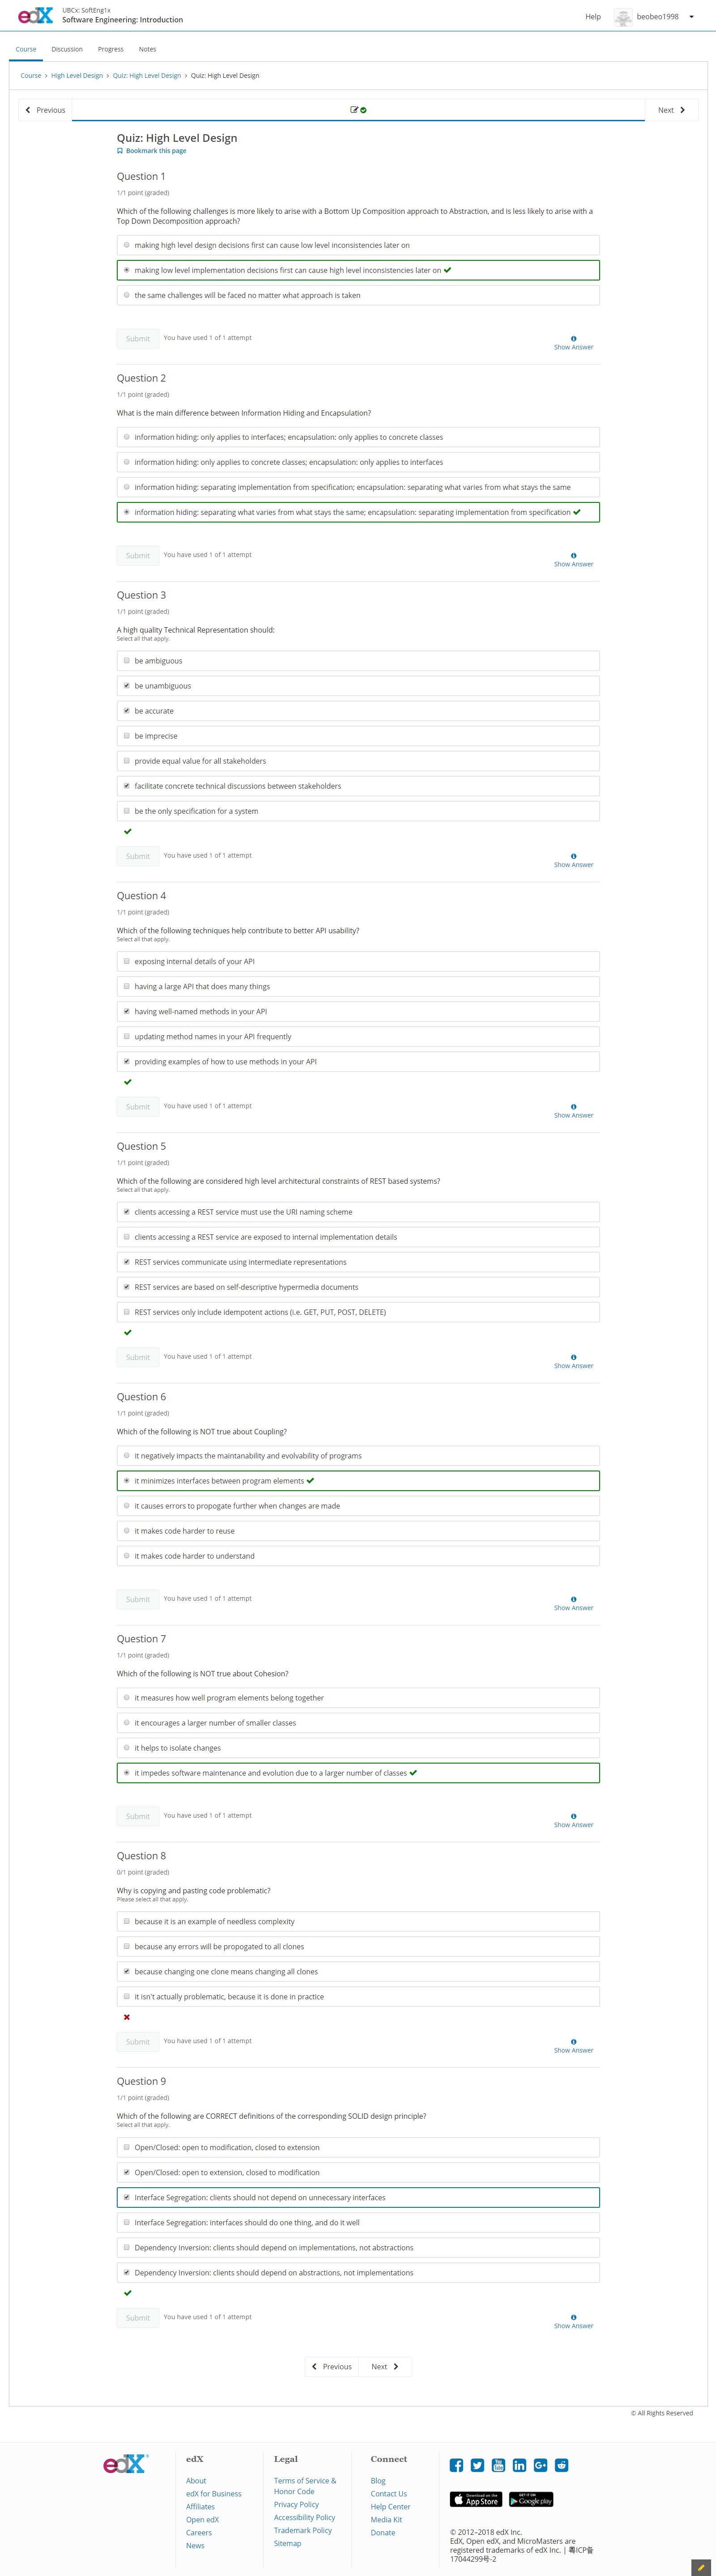 edX
UBCx: SoftEng1x
Software Engineering: Introduction
Help
beobeo1998
Course
Discussion
Progress
Notes
Course › High Level Design › Quiz: High Level Design › Quiz: High Level Design
Previous
Next
Quiz: High Level Design
Bookmark this page
Question 1
1/1 point (graded)
Which of the following challenges is more likely to arise with a Bottom Up Composition approach to Abstraction, and is less likely to arise with a
Top Down Decomposition approach?
making high level design decisions first can cause low level inconsistencies later on
making low level implementation decisions first can cause high level inconsistencies later on
the same challenges will be faced no matter what approach is taken
Submit
You have used 1 of 1 attempt
Show Answer
Question 2
1/1 point (graded)
What is the main difference between Information Hiding and Encapsulation?
information hiding: only applies to interfaces; encapsulation: only applies to concrete classes
information hiding: only applies to concrete classes; encapsulation: only applies to interfaces
information hiding: separating implementation from specification; encapsulation: separating what varies from what stays the same
information hiding: separating what varies from what stays the same; encapsulation: separating implementation from specification
Submit
You have used 1 of 1 attempt
Show Answer
Question 3
1/1 point (graded)
A high quality Technical Representation should:
Select all that apply.
be ambiguous
be unambiguous
be accurate
be imprecise
provide equal value for all stakeholders
facilitate concrete technical discussions between stakeholders
be the only specification for a system
Submit
You have used 1 of 1 attempt
Show Answer
Question 4
1/1 point (graded)
Which of the following techniques help contribute to better API usability?
Select all that apply.
exposing internal details of your API
having a large API that does many things
having well-named methods in your API
updating method names in your API frequently
providing examples of how to use methods in your API
Submit
You have used 1 of 1 attempt
Show Answer
Question 5
1/1 point (graded)
Which of the following are considered high level architectural constraints of REST based systems?
Select all that apply.
clients accessing a REST service must use the URI naming scheme
clients accessing a REST service are exposed to internal implementation details
REST services communicate using intermediate representations
REST services are based on self-descriptive hypermedia documents
REST services only include idempotent actions (i.e. GET, PUT, POST, DELETE)
Submit
You have used 1 of 1 attempt
Show Answer
Question 6
1/1 point (graded)
Which of the following is NOT true about Coupling?
it negatively impacts the maintanability and evolvability of programs
it minimizes interfaces between program elements
it causes errors to propogate further when changes are made
it makes code harder to reuse
it makes code harder to understand
Submit
You have used 1 of 1 attempt
Show Answer
Question 7
1/1 point (graded)
Which of the following is NOT true about Cohesion?
it measures how well program elements belong together
it encourages a larger number of smaller classes
it helps to isolate changes
it impedes software maintenance and evolution due to a larger number of classes
Submit
You have used 1 of 1 attempt
Show Answer
Question 8
0/1 point (graded)
Why is copying and pasting code problematic?
Please select all that apply.
because it is an example of needless complexity
because any errors will be propogated to all clones
because changing one clone means changing all clones
it isn't actually problematic, because it is done in practice
Submit
You have used 1 of 1 attempt
Show Answer
Question 9
1/1 point (graded)
Which of the following are CORRECT definitions of the corresponding SOLID design principle?
Select all that apply.
Open/Closed: open to modification, closed to extension
Open/Closed: open to extension, closed to modification
Interface Segregation: clients should not depend on unnecessary interfaces
Interface Segregation: interfaces should do one thing, and do it well
Dependency Inversion: clients should depend on implementations, not abstractions
Dependency Inversion: clients should depend on abstractions, not implementations
Submit
You have used 1 of 1 attempt
Show Answer
Previous
Next
© All Rights Reserved
edX
edX
About
edX for Business
Affiliates
Open edX
Careers
News
Legal
Terms of Service &
Honor Code
Privacy Policy
Accessibility Policy
Trademark Policy
Sitemap
Connect
Blog
Contact Us
Help Center
Media Kit
Donate
Download on the
App Store
GET IT ON
Google play
© 2012–2018 edX Inc.
EdX, Open edX, and MicroMasters are
registered trademarks of edX Inc. | 粤ICP备
17044299号-2